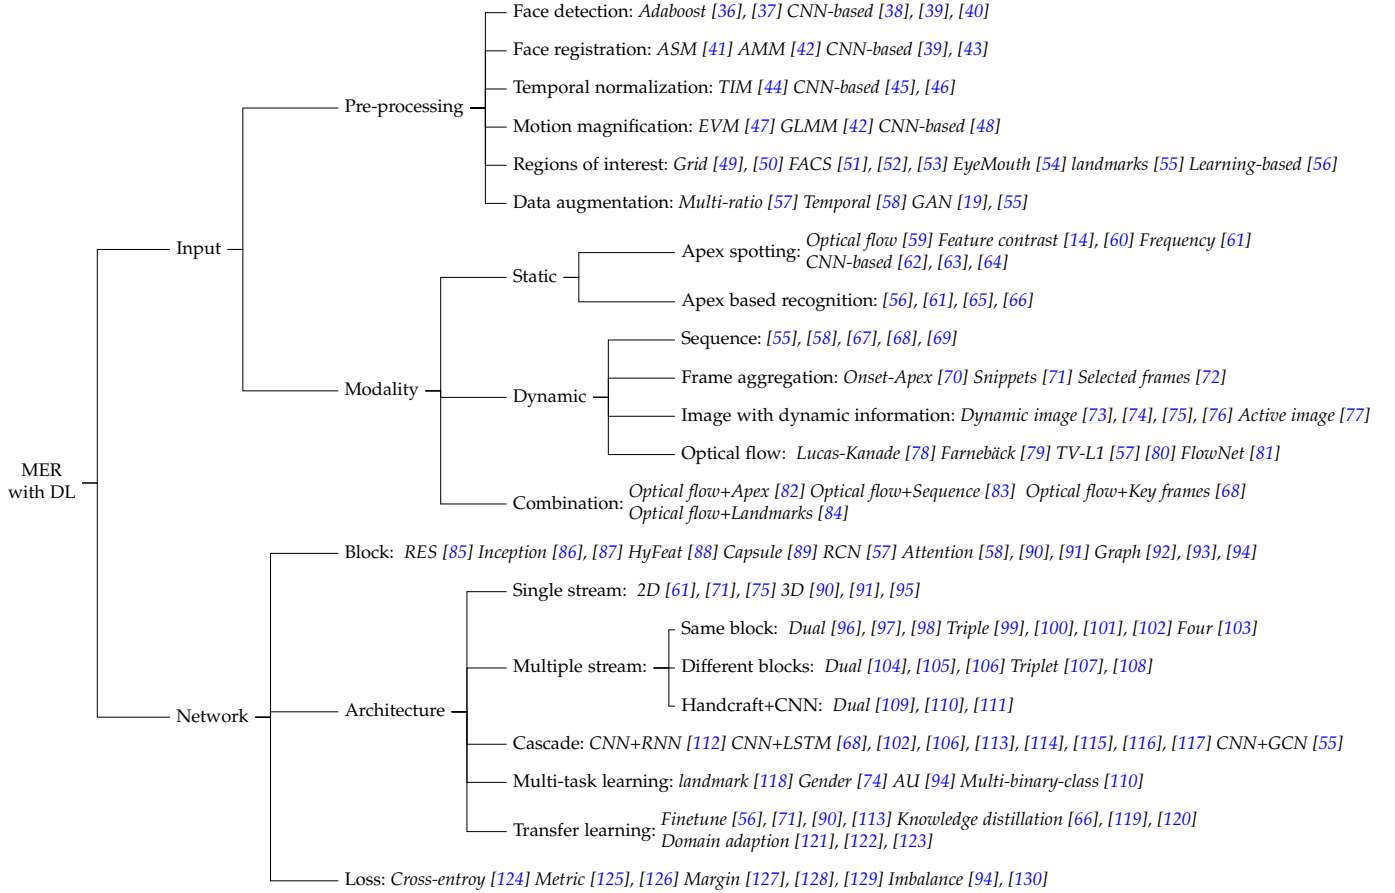 Face detection: Adaboost [36], [37] CNN-based [38], [39], [40]
Face registration: ASM [41] AMM [42] CNN-based [39], [43]
Temporal normalization: TIM [44] CNN-based [45], [46]
Pre-processing
Motion magnification: EVM [47] GLMM [42] CNN-based [48]
Regions of interest: Grid [49], [50] FACS [51], [52], [53] EyeMouth [54] landmarks [55] Learning-based [56]
Data augmentation: Multi-ratio [57] Temporal [58] GAN [19], [55]
Input
Apex spotting: Optical flow [59] Feature contrast [14], [60] Frequency [61]
CNN-based [62], [63], [64]
Static
Apex based recognition: [56], [61], [65], [66]
Sequence: [55], [58], [67], [68], [69]
Frame aggregation: Onset-Apex [70] Snippets [71] Selected frames [72]
Modality
Dynamic
Image with dynamic information: Dynamic image [73], [74], [75], [76] Active image [77]
Optical flow: Lucas-Kanade [78] Farnebäck [79] TV-L1 [57] [80] FlowNet [81]
MER
with DL
Combination: Optical flow+Apex [82] Optical flow+Sequence [83] Optical flow+Key frames [68]
Optical flow+Landmarks [84]
Block: RES [85] Inception [86], [87] HyFeat [88] Capsule [89] RCN [57] Attention [58], [90], [91] Graph [92], [93], [94]
Single stream: 2D [61], [71], [75] 3D [90], [91], [95]
Same block: Dual [96], [97], [98] Triple [99], [100], [101], [102] Four [103]
Multiple stream:
Different blocks: Dual [104], [105], [106] Triplet [107], [108]
Handcraft+CNN: Dual [109], [110], [111]
Network
Architecture
Cascade: CNN+RNN [112] CNN+LSTM [68], [102], [106], [113], [114], [115], [116], [117] CNN+GCN [55]
Multi-task learning: landmark [118] Gender [74] AU [94] Multi-binary-class [110]
Transfer learning: Finetune [56], [71], [90], [113] Knowledge distillation [66], [119], [120]
Domain adaption [121], [122], [123]
Loss: Cross-entroy [124] Metric [125], [126] Margin [127], [128], [129] Imbalance [94], [130]